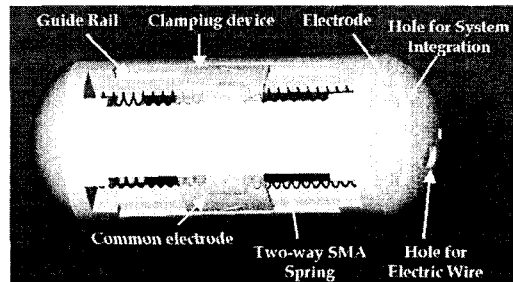 Guide Rail
Clamping device
Electrode
Hole for System
Integration
Common electrode
Two-way SMA
Spring
Hole for
Electric Wire